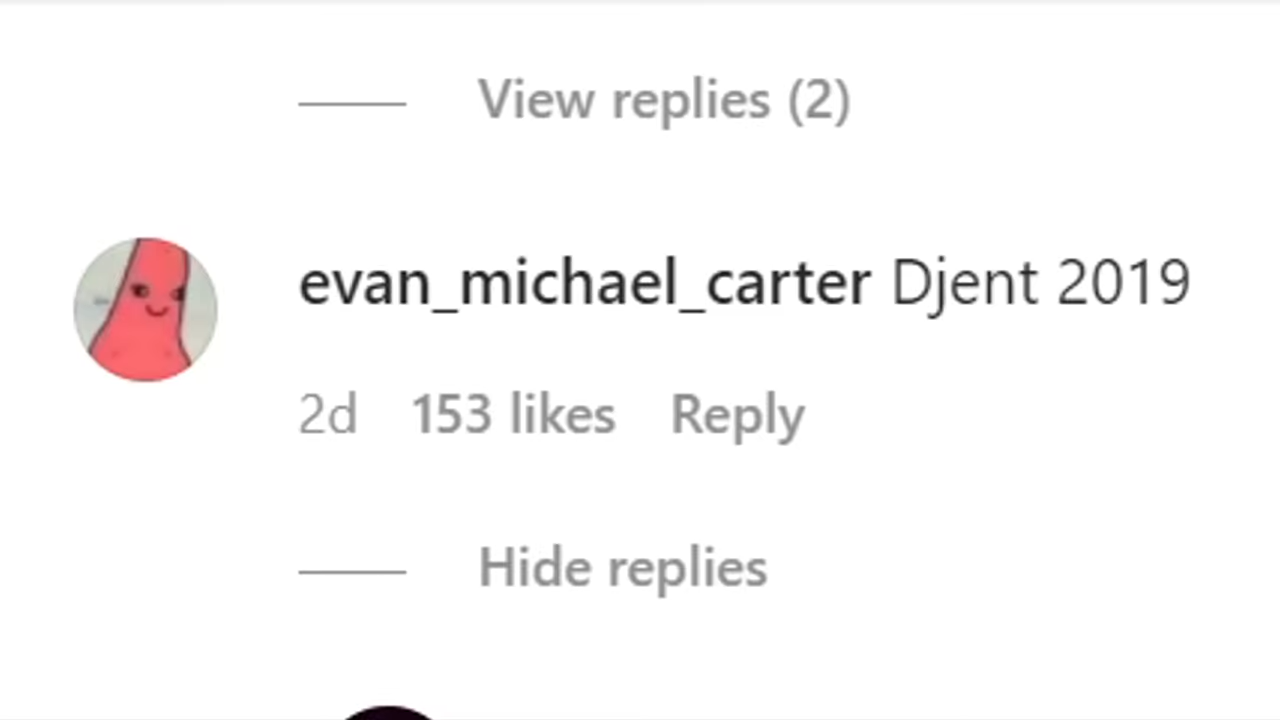 View replies (2)
evan_michael_carter Djent 2019
2d 153 likes Reply
Hide replies